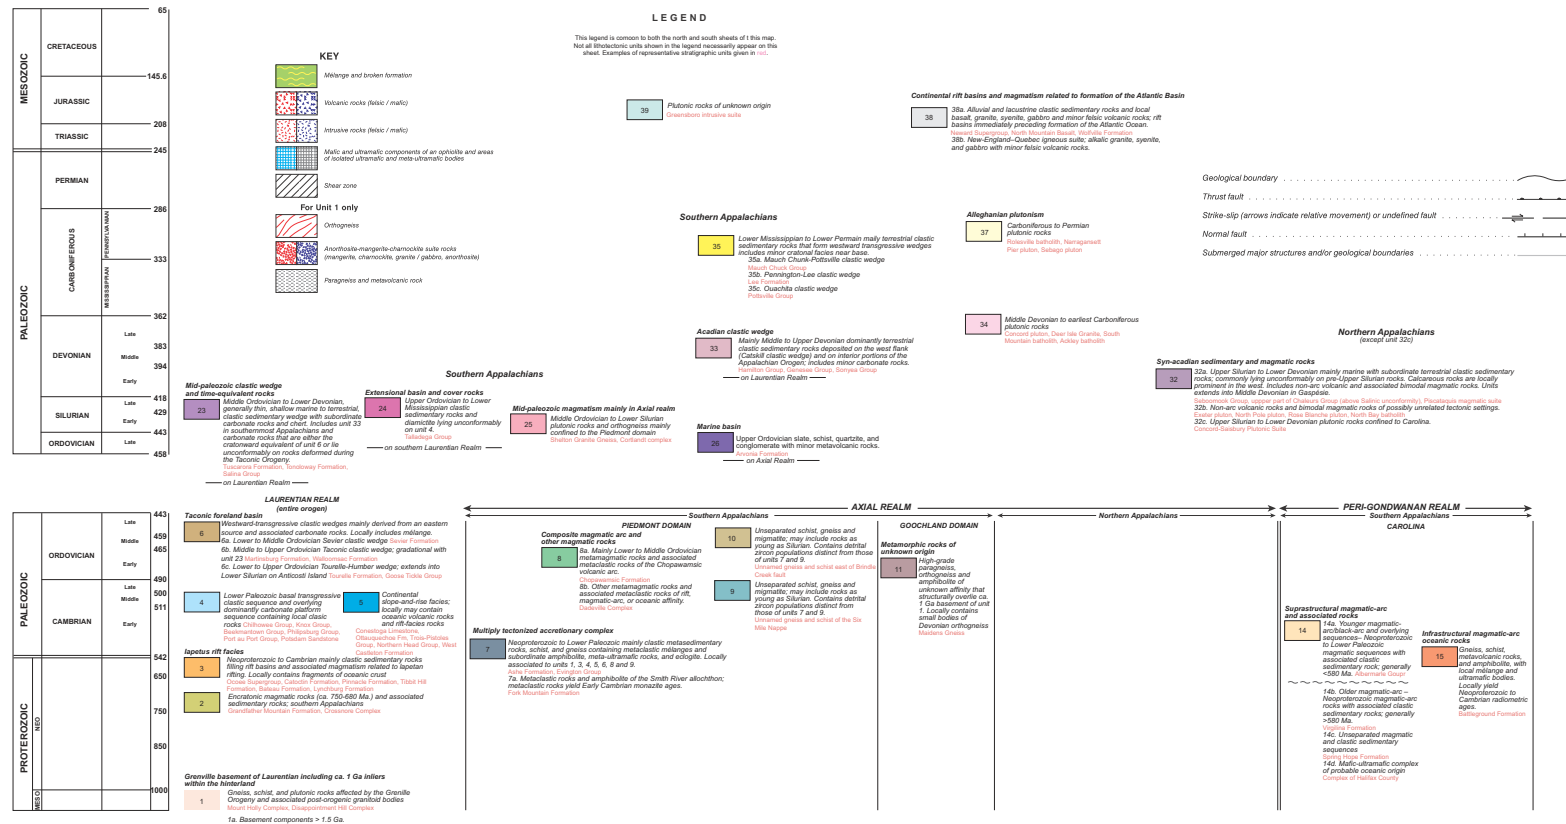 LEGEND
This legend is comcon to both the north and south sheets of t this map.
Not all lithotectonic units shown in the legend necessarily appear on this
sheet. Examples of representative stratigraphic units given in red.
MESOZOIC
CRETACEOUS
JURASSIC
TRIASSIC
PALEOZOIC
PERMIAN
CARBONIFEROUS
PENNSYLVANIAN
MISSISSIPPIAN
DEVONIAN
Late
Middle
Early
SILURIAN
ORDOVICIAN
Late
65
145.6
208
245
286
333
362
383
394
418
429
443
458
KEY
Mélange and broken formation
Volcanic rocks (felsic / mafic)
Intrusive rocks (felsic / mafic)
Mafic and ultramafic components of an ophiolite and areas
of isolated ultramafic and meta-ultramafic bodies
Shear zone
For Unit 1 only
Orthogneiss
Anorthosite-mangerite-charnockite suite rocks
(mangerite, charnockite, granite / gabbro, anorthosite)
Paragneiss and metavolcanic rock
39
Plutonic rocks of unknown origin
Greensboro intrusive suite
Continental rift basins and magmatism related to formation of the Atlantic Basin
38
38a. Alluvial and lacustrine clastic sedimentary rocks and local
basalt, granite, syenite, gabbro and minor felsic volcanic rocks; rift
basins immediately preceding formation of the Atlantic Ocean.
Neward Supergroup, North Mountain Basalt, Wolfville Formation
38b. New-England–Quebec igneous suite; alkalic granite, syenite,
and gabbro with minor felsic volcanic rocks.
Geological boundary
Thrust fault
Strike-slip (arrows indicate relative movement) or undefined fault
Normal fault
Submerged major structures and/or geological boundaries
Southern Appalachians
35
Lower Mississippian to Lower Permain maily terrestrial clastic
sedimentary rocks that form westward transgressive wedges
includes minor cratonal facies near base.
35a. Mauch Chunk-Pottsville clastic wedge
Mauch Chuck Group
35b. Pennington-Lee clastic wedge
Lee Formation
35c. Ouachita clastic wedge
Pottsville Group
Alleghanian plutonism
37
Carboniferous to Permian
plutonic rocks
Rolesville batholith, Narragansett
Pier pluton, Sebago pluton
Acadian clastic wedge
33
Mainly Middle to Upper Devonian dominantly terrestrial
clastic sedimentary rocks deposited on the west flank
(Catskill clastic wedge) and on interior portions of the
Appalachian Orogen; includes minor carbonate rocks.
Hamilton Group, Genesee Group, Sonyea Group
on Laurentian Realm
34
Middle Devonian to earliest Carboniferous
plutonic rocks
Concord pluton, Deer Isle Granite, South
Mountain batholith, Ackley batholith
Northern Appalachians
(except unit 32c)
Syn-acadian sedimentary and magmatic rocks
32
32a. Upper Silurian to Lower Devonian mainly marine with subordinate terrestrial clastic sedimentary
rocks; commonly lying unconformably on pre-Upper Silurian rocks. Calcareous rocks are locally
prominent in the west. Includes non-arc volcanic and associated bimodal magmatic rocks. Units
extends into Middle Devonian in Gaspésie.
Seboomook Group, uppper part of Chaleurs Group (above Salinic unconformity), Piscatequis magmatic suite
32b. Non-arc volcanic rocks and bimodal magmatic rocks of possibly unrelated tectonic settings.
Exeter pluton, North Pole pluton, Rose Blanche pluton, North Bay batholith
32c. Upper Silurian to Lower Devonian plutonic rocks confined to Carolina.
Concord-Salisbury Plutonic Suite
Mid-paleozoic clastic wedge
and time-equivalent rocks
23
Middle Ordovician to Lower Devonian,
generally thin, shallow marine to terrestrial,
clastic sedimentary wedge with subordinate
carbonate rocks and chert. Includes unit 33
in southernmost Appalachians and
carbonate rocks that are either the
cratonward equivalent of unit 6 or lie
unconformably on rocks deformed during
the Taconic Orogeny.
Tuscarora Formation, Tonoloway Formation,
Salina Group
on Laurentian Realm
Southern Appalachians
Extensional basin and cover rocks
24
Upper Ordovician to Lower
Mississippian clastic
sedimentary rocks and
diamictite lying unconformably
on unit 4.
Talladega Group
on southern Laurentian Realm
Mid-paleozoic magmatism mainly in Axial realm
25
Middle Ordovician to Lower Silurian
plutonic rocks and orthogneiss mainly
confined to the Piedmont domain
Shelton Granite Gneiss, Cortlandt complex
Marine basin
26
Upper Ordovician slate, schist, quartzite, and
conglomerate with minor metavolcanic rocks.
Arvonia Formation
on Axial Realm
PALEOZOIC
ORDOVICIAN
Late
Middle
Early
CAMBRIAN
Late
Middle
Early
PROTEROZOIC
NEO
MESO
443
459
465
490
500
511
542
650
750
850
1000
LAURENTIAN REALM
(entire orogen)
Taconic foreland basin
6
Westward-transgressive clastic wedges mainly derived from an eastern
source and associated carbonate rocks. Locally includes mélange.
6a. Lower to Middle Ordovician Sevier clastic wedge Sevier Formation
6b. Middle to Upper Ordovician Taconic clastic wedge; gradational with
unit 23 Martinsburg Formation, Walloomsac Formation
6c. Lower to Upper Ordovician Tourelle-Humber wedge; extends into
Lower Silurian on Anticosti Island Tourelle Formation, Goose Tickle Group
4
Lower Paleozoic basal transgressive
clastic sequence and overlying
dominantly carbonate platform
sequence containing local clasic
rocks Chilhowee Group, Knox Group,
Beekmantown Group, Philipsburg Group,
Port au Port Group, Potsdam Sandstone
5
Continental
slope-and-rise facies;
locally may contain
oceanic volcanic rocks
and rift-facies rocks
Conestoga Limestone,
Ottauquechee Fm, Trois-Pistoles
Group, Northern Head Group, West
Castleton Formation
Iapetus rift facies
3
Neoproterozoic to Cambrian mainly clastic sedimentary rocks
filling rift basins and associated magmatism related to Iapetan
rifting. Locally contains fragments of oceanic crust
Ocoee Supergroup, Catoctin Formation, Pinnacle Formation, Tibbit Hill
Formation, Bateau Formation, Lynchburg Formation
2
Encratonic magmatic rocks (ca. 750-680 Ma.) and associated
sedimentary rocks; southern Appalachians
Grandfather Mountain Formation, Crossnore Complex
Grenville basement of Laurentian including ca. 1 Ga inliers
within the hinterland
1
Gneiss, schist, and plutonic rocks affected by the Grenille
Orogeny and associated post-orogenic granitoid bodies
Mount Holly Complex, Disappointment Hill Complex
1a. Basement components > 1.5 Ga.
AXIAL REALM
Southern Appalachians
Northern Appalachians
PIEDMONT DOMAIN
Composite magmatic arc and
other magmatic rocks
8
8a. Mainly Lower to Middle Ordovician
metamagmatic rocks and associated
metaclastic rocks of the Chopawamsic
volcanic arc.
Chopawamsic Formation
8b. Other metamagmatic rocks and
associated metaclastic rocks of rift,
magmatic-arc, or oceanic affinity.
Dadeville Complex
10
Unseparated schist, gneiss and
migmatite; may include rocks as
young as Silurian. Contains detrital
zircon populations distinct from those
of units 7 and 9.
Unnamed gneiss and schist east of Brindle
Creek fault
9
Unseparated schist, gneiss and
migmatite; may include rocks as
young as Silurian. Contains detrital
zircon populations distinct from
those of units 7 and 9.
Unnamed gneiss and schist of the Six
Mile Nappe
Multiply tectonized accretionary complex
7
Neoproterozoic to Lower Paleozoic mainly clastic metasedimentary
rocks, schist, and gneiss containing metaclastic mélanges and
subordinate amphibolite, meta-ultramafic rocks, and eclogite. Locally
associated to units 1, 3, 4, 5, 6, 8 and 9.
Ashe Formation, Evington Group
7a. Metaclastic rocks and amphibolite of the Smith River allochthon;
metaclastic rocks yield Early Cambrian monazite ages.
Fork Mountain Formation
GOOCHLAND DOMAIN
Metamorphic rocks of
unknown origin
11
High-grade
paragneiss,
orthogneiss and
amphibolite of
unknown affinity that
structurally overlie ca.
1 Ga basement of unit
1. Locally contains
small bodies of
Devonian orthogneiss
Maidens Gneiss
PERI-GONDWANAN REALM
Southern Appalachians
CAROLINA
Suprastructural magmatic-arc
and associated rocks
14
14a. Younger magmatic-
arc/black-arc and overlying
sequences– Neoproterozoic
to Lower Paleozoic
magmatic sequences with
associated clastic
sedimentary rock; generally
<580 Ma. Albermarle Goupr
14b. Older magmatic-arc –
Neoproterozoic magmatic-arc
rocks with associated clastic
sedimentary rocks; generally
>580 Ma.
Virgilina Formation
14c. Unseparated magmatic
and clastic sedimentary
sequences
Spring Hope Formation
14d. Mafic-ultramafic complex
of probable oceanic origin
Complex of Halifax County
Infrastructural magmatic-arc
oceanic rocks
15
Gneiss, schist,
metavolcanic rocks,
and amphibolite, with
local mélange and
ultramafic bodies.
Locally yield
Neoproterozoic to
Cambrian radiometric
ages.
Battleground Formation